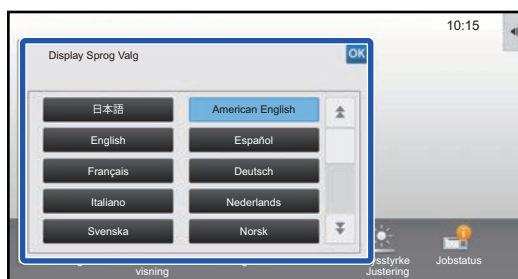 10:15
Display Sprog Valg
OK
日本語
American English
English
Español
Français
Deutsch
Italiano
Nederlands
Svenska
Norsk
Jobstatus
visning
Justering